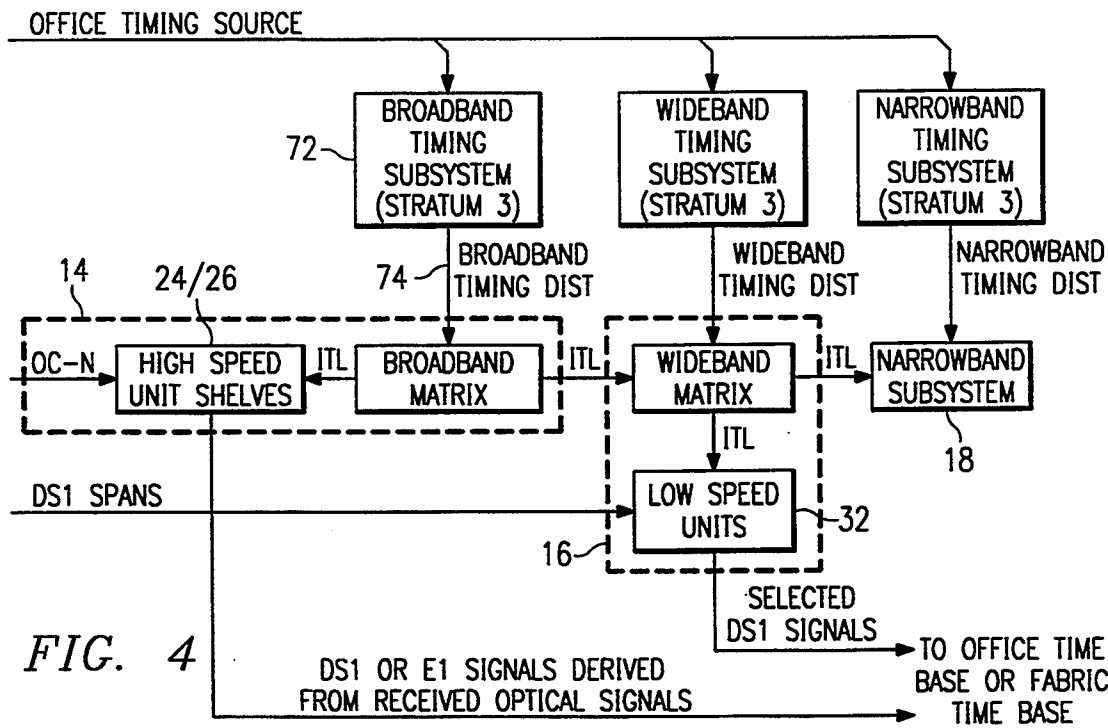 OFFICE TIMING SOURCE
BROADBAND
TIMING
SUBSYSTEM
(STRATUM 3)
WIDEBAND
TIMING
SUBSYSTEM
(STRATUM 3)
NARROWBAND
TIMING
SUBSYSTEM
(STRATUM 3)
72
74
BROADBAND
TIMING DIST
WIDEBAND
TIMING DIST
NARROWBAND
TIMING DIST
14
24/26
OC-N
HIGH SPEED
UNIT SHELVES
ITL
BROADBAND
MATRIX
ITL
WIDEBAND
MATRIX
ITL
NARROWBAND
SUBSYSTEM
18
ITL
DS1 SPANS
LOW SPEED
UNITS
32
16
SELECTED
DS1 SIGNALS
FIG. 4
DS1 OR E1 SIGNALS DERIVED
FROM RECEIVED OPTICAL SIGNALS
TO OFFICE TIME
BASE OR FABRIC
TIME BASE